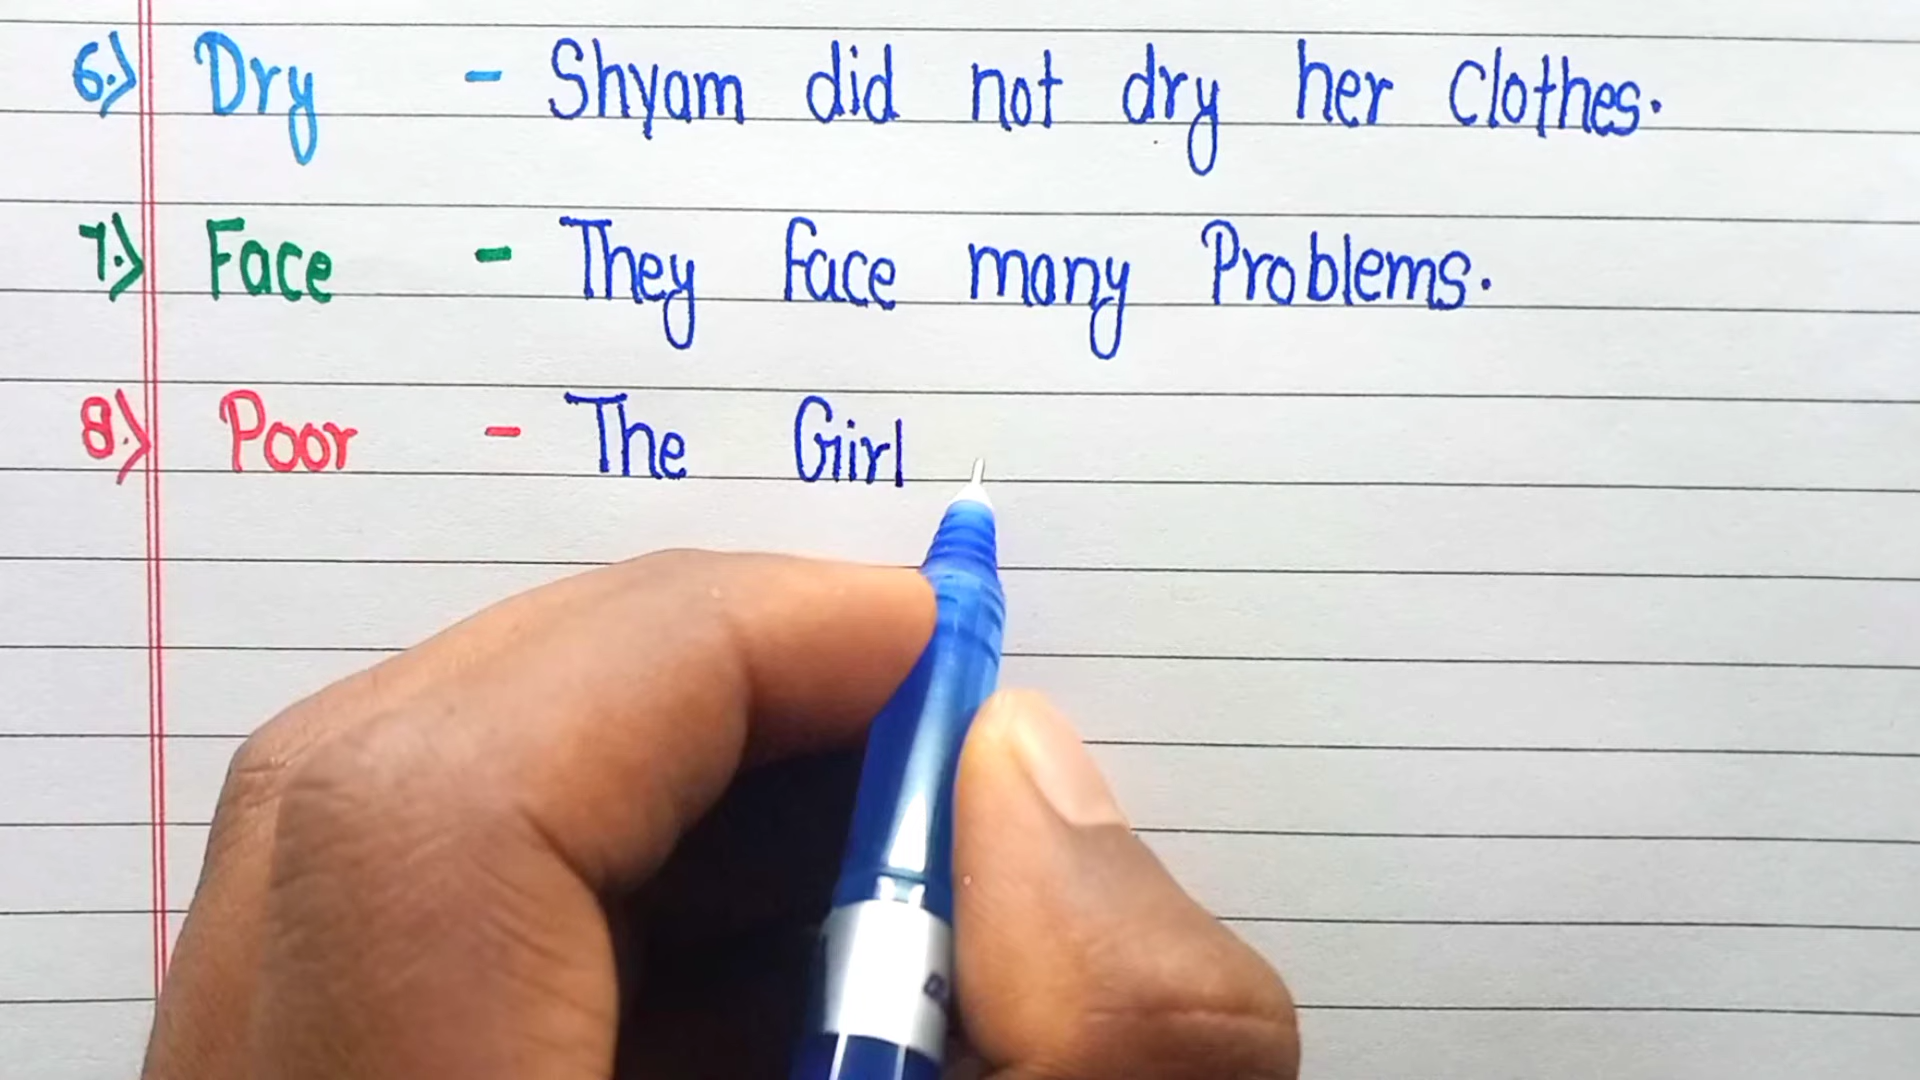 6.) Dry - Shyam did not dry her Clothes.
7.) Face - They face many Problems.
8.) Poor - The Girl